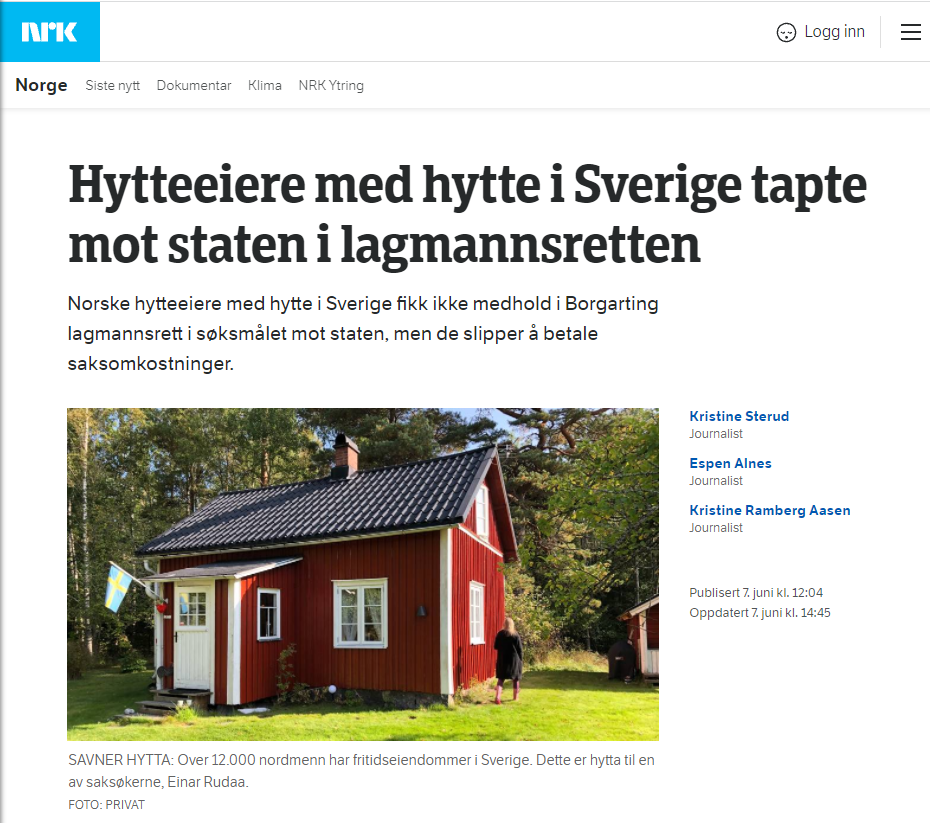 NRK
Logg inn
Norge
Siste nytt
Dokumentar
Klima
NRK Ytring
Hytteeiere med hytte i Sverige tapte
mot staten i lagmannsretten
Norske hytteeiere med hytte i Sverige fikk ikke medhold i Borgarting
lagmannsrett i søksmålet mot staten, men de slipper å betale
saksomkostninger.
SAVNER HYTTA: Over 12.000 nordmenn har fritidseiendommer i Sverige. Dette er hytta til en
av saksøkerne, Einar Rudaa.
FOTO: PRIVAT
Kristine Sterud
Journalist
Espen Alnes
Journalist
Kristine Ramberg Aasen
Journalist
Publisert 7. juni kl. 12:04
Oppdatert 7. juni kl. 14:45